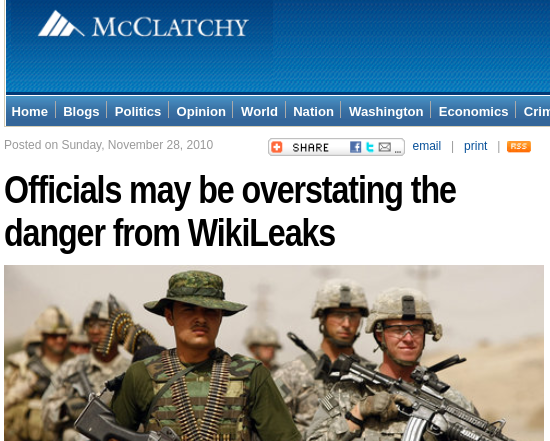 McCLATCHY
Home Blogs Politics Opinion World Nation Washington Economics Crim
Posted on Sunday, November 28, 2010 SHARE ... email | print | RSS
Officials may be overstating the
danger from WikiLeaks